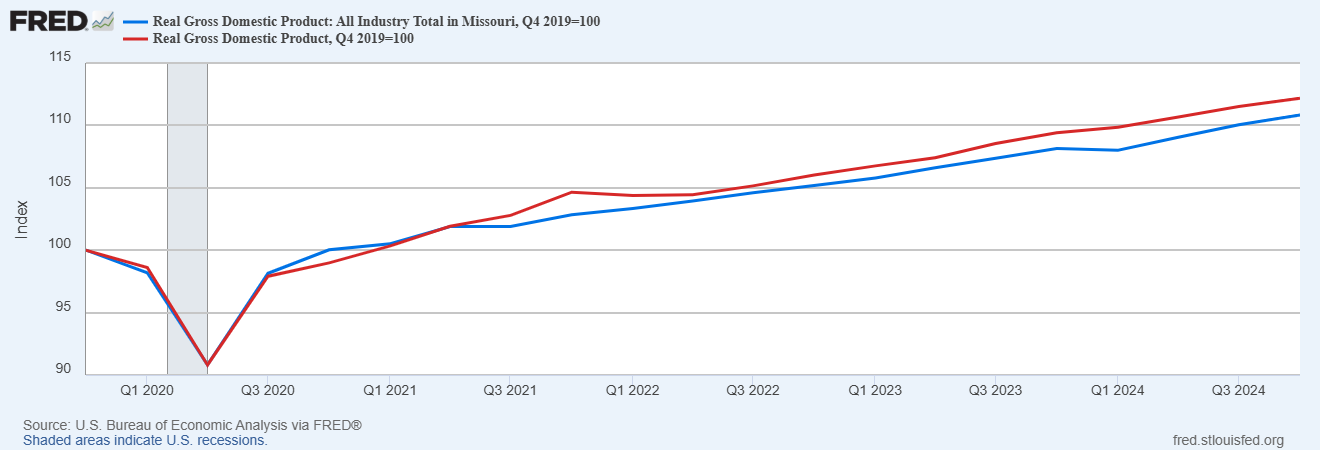 FRED
Real Gross Domestic Product: All Industry Total in Missouri, Q4 2019=100
Real Gross Domestic Product, Q4 2019=100
115
110
105
100
95
90
Index
Q1 2020 Q3 2020 Q1 2021 Q3 2021 Q1 2022 Q3 2022 Q1 2023 Q3 2023 Q1 2024 Q3 2024
Source: U.S. Bureau of Economic Analysis via FRED®
Shaded areas indicate U.S. recessions.
fred.stlouisfed.org